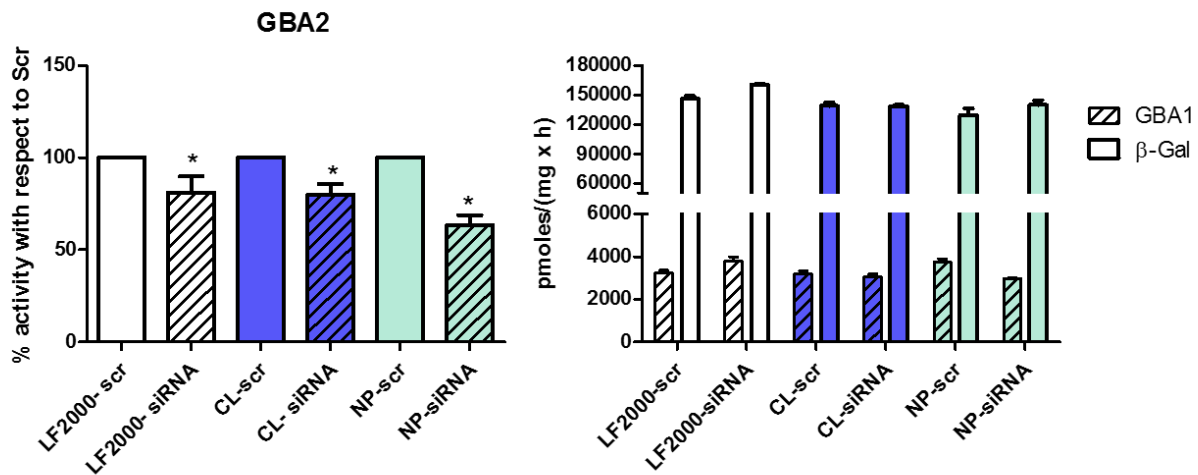 GBA2
% activity with respect to Scr
150
100
50
0
*
*
*
LF2000- scr
LF2000- siRNA
CL-scr
CL- siRNA
NP-scr
NP-siRNA
pmoles/(mg x h)
180000
150000
120000
90000
60000
6000
4000
2000
0
LF2000-scr
LF2000-siRNA
CL-scr
CL-siRNA
NP-scr
NP-siRNA
GBA1
β-Gal